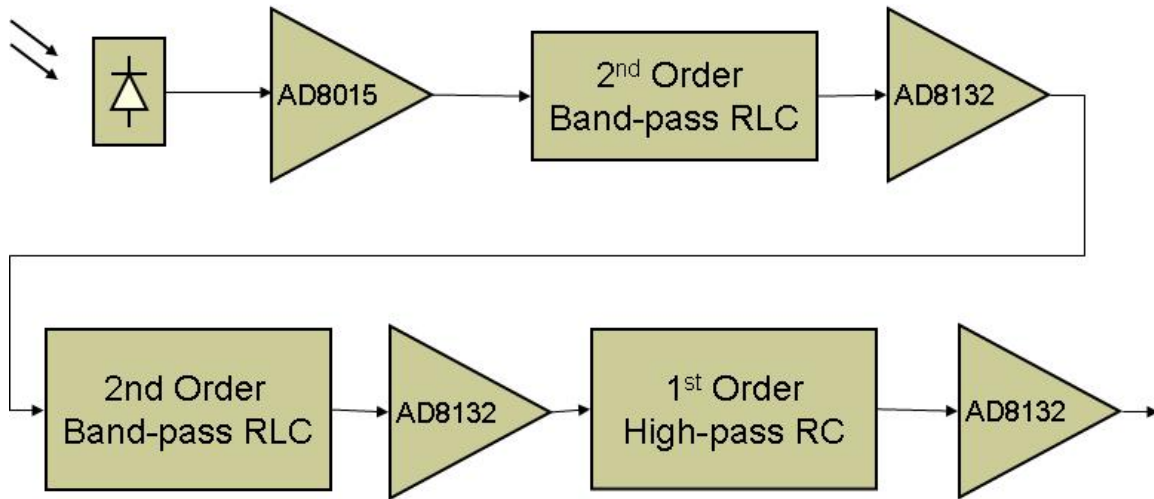 AD8015
2nd Order
Band-pass RLC
AD8132
2nd Order
Band-pass RLC
AD8132
1st Order
High-pass RC
AD8132